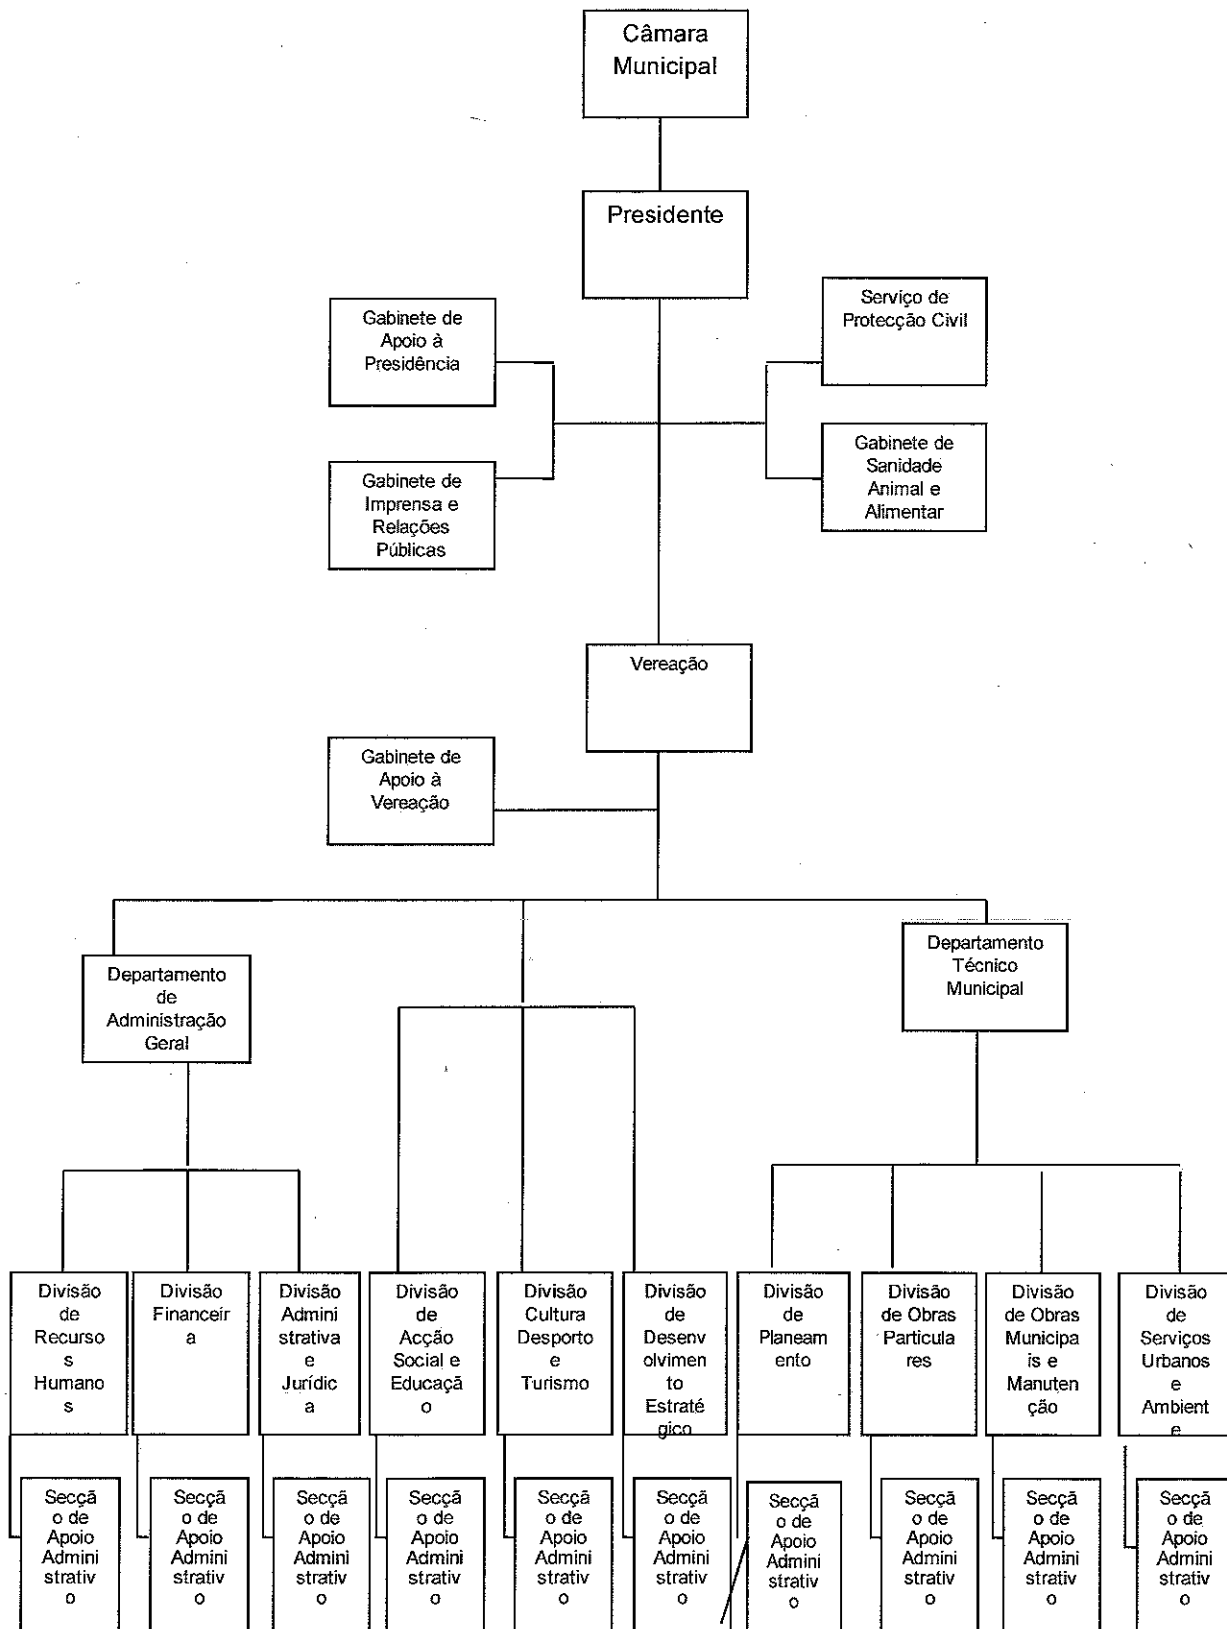 Câmara
Municipal
Presidente
Gabinete de
Apoio à
Presidência
Serviço de
Protecção Civil
Gabinete de
Imprensa e
Relações
Públicas
Gabinete de
Sanidade
Animal e
Alimentar
Vereação
Gabinete de
Apoio à
Vereação
Departamento
de
Administração
Geral
Departamento
Técnico
Municipal
Divisão
de
Recurso
s
Humano
s
Divisão
Financeir
a
Divisão
Admini
strativa
e
Jurídic
a
Divisão
de
Acção
Social e
Educaçã
o
Divisão
Cultura
Desporto
e
Turismo
Divisão
de
Desenv
olvimen
to
Estraté
gico
Divisão
de
Planeam
ento
Divisão
de Obras
Particula
res
Divisão
de Obras
Municipa
is e
Manuten
ção
Divisão
de
Serviços
Urbanos
e
Ambient
e
Secçã
o de
Apoio
Admini
strativ
o
Secçã
o de
Apoio
Admini
strativ
o
Secçã
o de
Apoio
Admini
strativ
o
Secçã
o de
Apoio
Admini
strativ
o
Secçã
o de
Apoio
Admini
strativ
o
Secçã
o de
Apoio
Admini
strativ
o
Secçã
o de
Apoio
Admini
strativ
o
Secçã
o de
Apoio
Admini
strativ
o
Secçã
o de
Apoio
Admini
strativ
o
Secçã
o de
Apoio
Admini
strativ
o